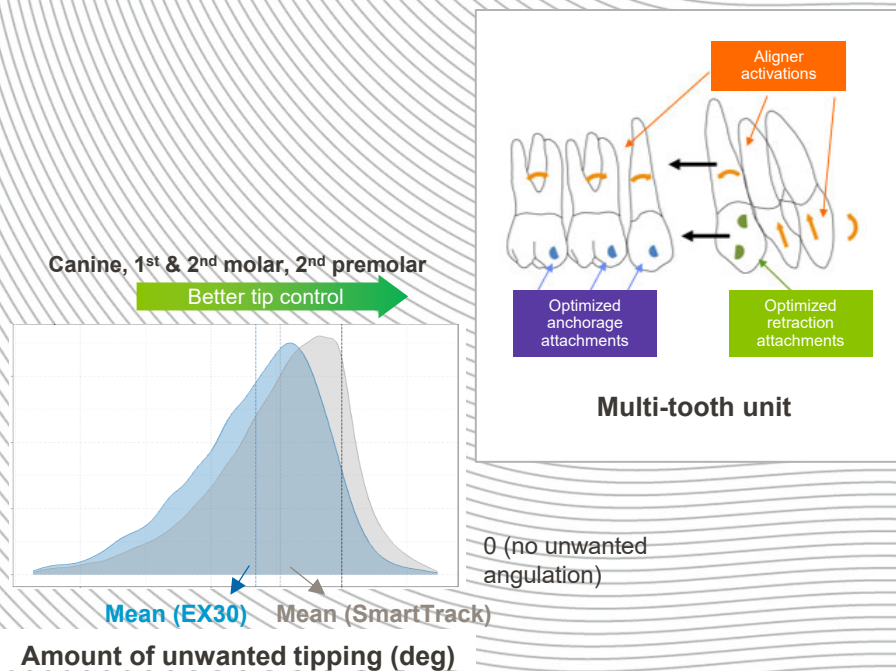 Aligner
activations
Canine, 1st & 2nd molar, 2nd premolar
Better tip control
Optimized
anchorage
attachments
Optimized
retraction
attachments
Multi-tooth unit
0 (no unwanted
angulation)
Mean (EX30)
Mean (SmartTrack)
Amount of unwanted tipping (deg)